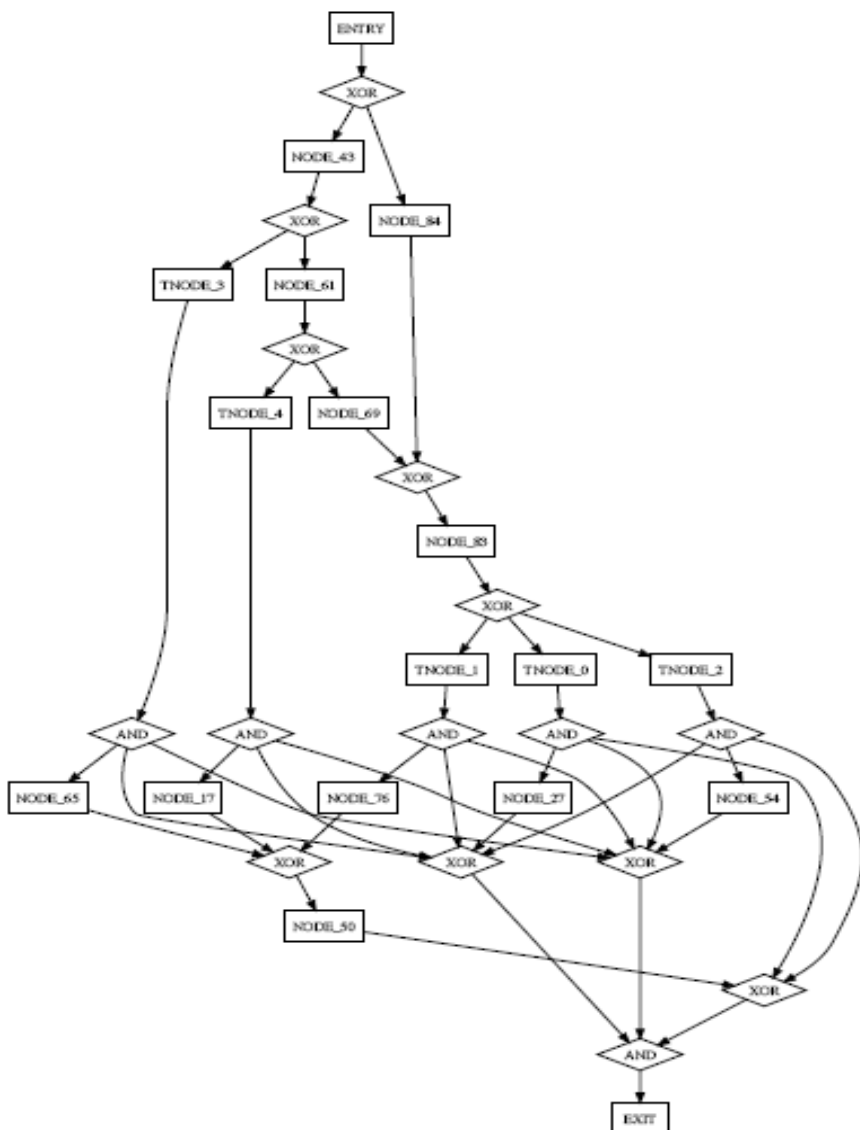 ENTRY
XOR
NODE_43
XOR
NODE_84
TNODE_3
NODE_61
XOR
TNODE_4
NODE_69
XOR
NODE_83
XOR
TNODE_1
TNODE_0
TNODE_2
AND
AND
AND
AND
AND
NODE_65
NODE_17
NODE_76
NODE_27
NODE_54
XOR
XOR
XOR
NODE_50
XOR
AND
EXIT